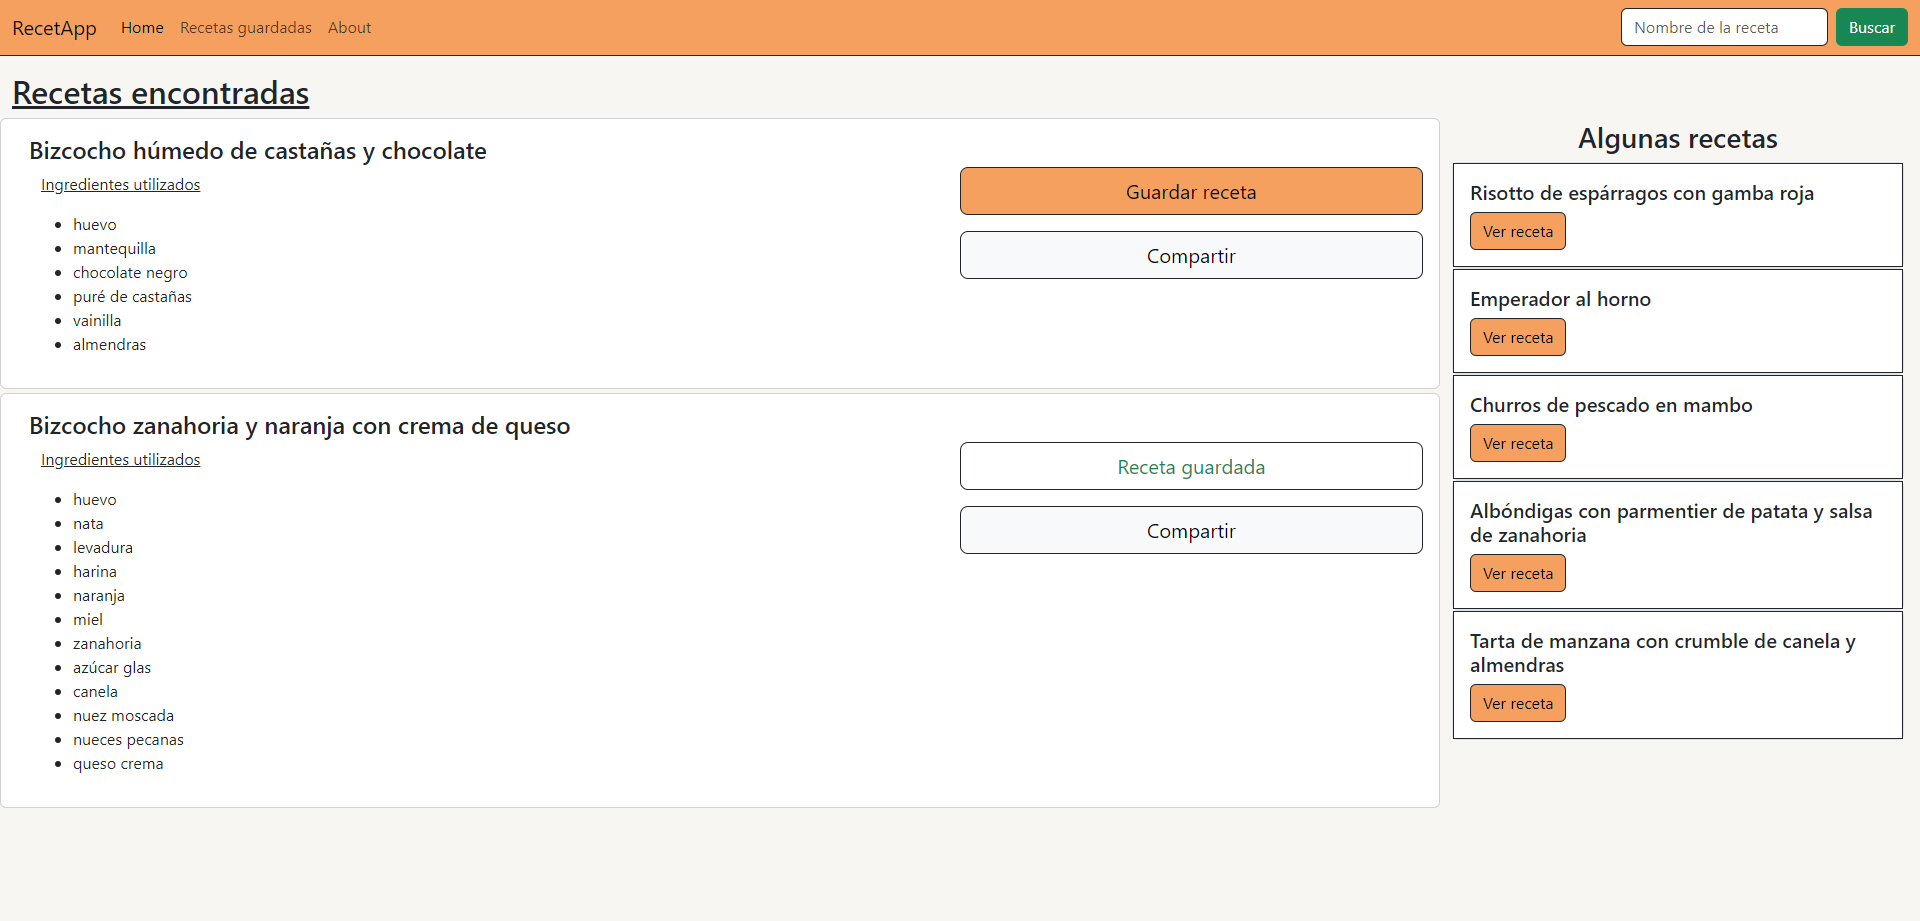 RecetApp Home Recetas guardadas About Nombre de la receta Buscar
Recetas encontradas
Bizcocho húmedo de castañas y chocolate
Ingredientes utilizados
huevo
mantequilla
chocolate negro
puré de castañas
vainilla
almendras
Guardar receta
Compartir
Bizcocho zanahoria y naranja con crema de queso
Ingredientes utilizados
huevo
nata
levadura
harina
naranja
miel
zanahoria
azúcar glas
canela
nuez moscada
nueces pecanas
queso crema
Receta guardada
Compartir
Algunas recetas
Risotto de espárragos con gamba roja
Ver receta
Emperador al horno
Ver receta
Churros de pescado en mambo
Ver receta
Albóndigas con parmentier de patata y salsa
de zanahoria
Ver receta
Tarta de manzana con crumble de canela y
almendras
Ver receta